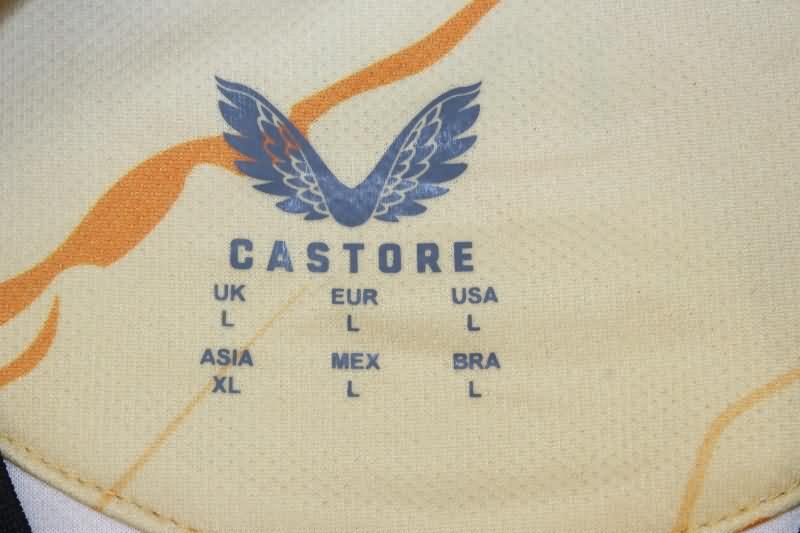 CASTORE
UK EUR USA
L L L
ASIA MEX BRA
XL L L